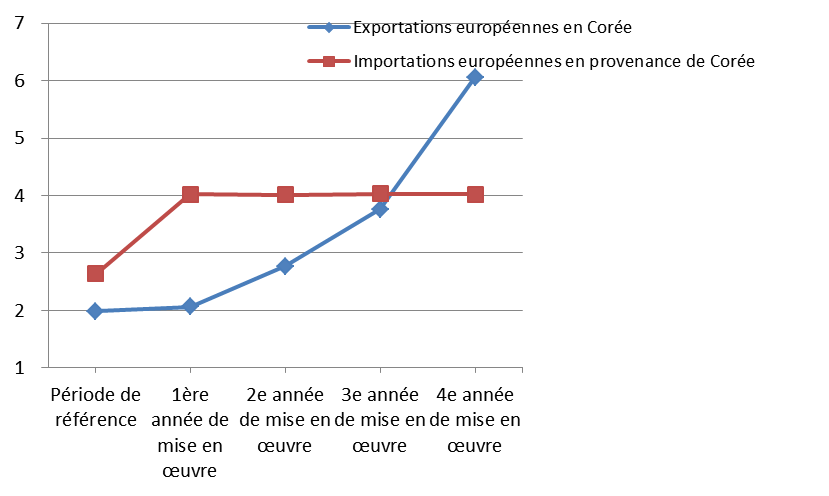 7
6
5
4
3
2
1
Exportations européennes en Corée
Importations européennes en provenance de Corée
Période de
référence
1ère
année de
mise en
œuvre
2e année
de mise en
œuvre
3e année
de mise en
œuvre
4e année
de mise en
œuvre